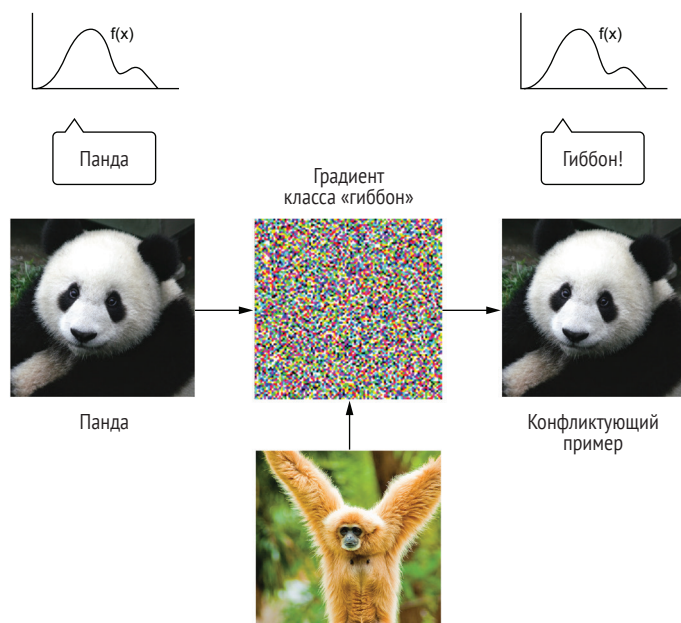 f(x)
f(x)
Панда
Гиббон!
Градиент
класса «гиббон»
Панда
Конфликтующий
пример